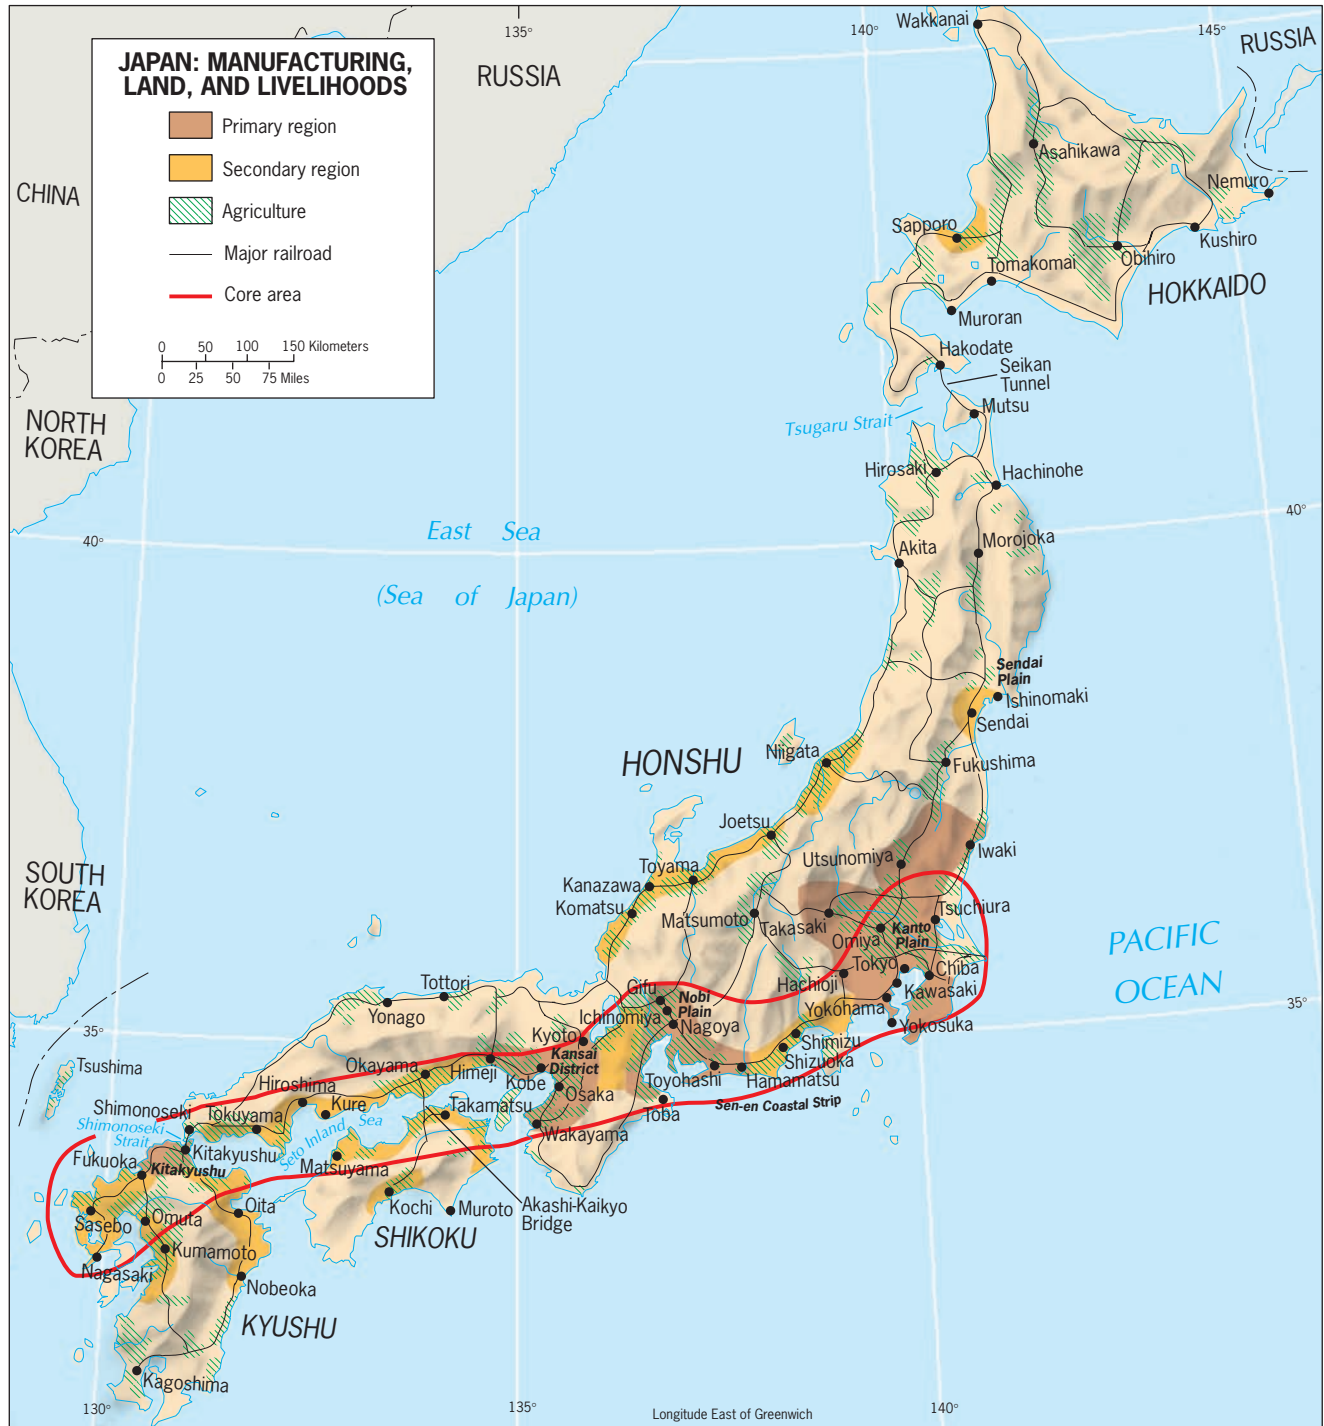 JAPAN: MANUFACTURING,
LAND, AND LIVELIHOODS
Primary region
Secondary region
Agriculture
Major railroad
Core area
0 50 100 150 Kilometers
0 25 50 75 Miles
135°
140°
145°
RUSSIA
RUSSIA
CHINA
NORTH
KOREA
SOUTH
KOREA
Wakkanai
Asahikawa
Nemuro
Sapporo
Kushiro
Obihiro
Tomakomai
HOKKAIDO
Muroran
Hakodate
Seikan
Tunnel
Mutsu
Tsugaru Strait
Hirosaki
Hachinohe
40°
40°
East Sea
(Sea of Japan)
Akita
Morojoka
Sendai
Plain
Ishinomaki
Sendai
HONSHU
Niigata
Fukushima
Joetsu
Utsunomiya
Iwaki
Toyama
Kanazawa
Komatsu
Matsumoto
Takasaki
Tsuchiura
Omiya
Kanto
Plain
Tokyo
Chiba
Hachioji
Kawasaki
Yokohama
Yokosuka
PACIFIC
OCEAN
35°
35°
Tottori
Yonago
Gifu
Nobi
Plain
Ichinomiya
Nagoya
Kyoto
Kansai
District
Shimizu
Shizuoka
Okayama
Himeji
Kobe
Osaka
Toyohashi
Hamamatsu
Toba
Sen-en Coastal Strip
Tsushima
Hiroshima
Shimonoseki
Tokuyama
Kure
Takamatsu
Wakayama
Shimonoseki
Strait
Seto Inland Sea
Kitakyushu
Fukuoka
Kitakyushu
Matsuyama
Kochi
Muroto
Akashi-Kaikyo
Bridge
Oita
Sasebo
Omuta
SHIKOKU
Kumamoto
Nagasaki
Nobeoka
KYUSHU
Kagoshima
130°
135°
140°
Longitude East of Greenwich